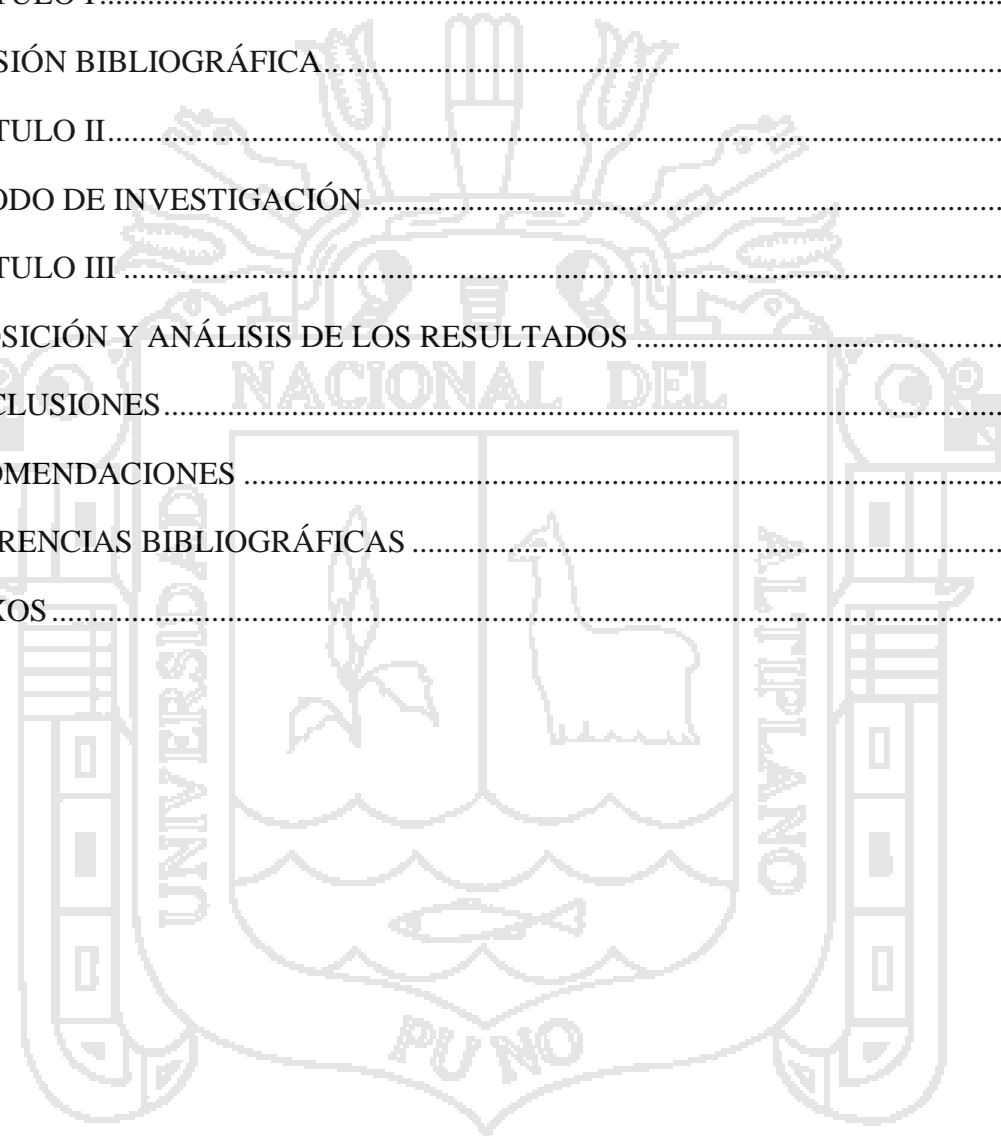 TULO I
SIÓN BIBLIOGRÁFICA
TULO II
ODO DE INVESTIGACIÓN
TULO III
OSICIÓN Y ANÁLISIS DE LOS RESULTADOS
NACIONAL DEL
CLUSIONES
OMENDACIONES
UNIVERSIDAD
ALTIPLANO
RENCIAS BIBLIOGRÁFICAS
XOS
PUNO